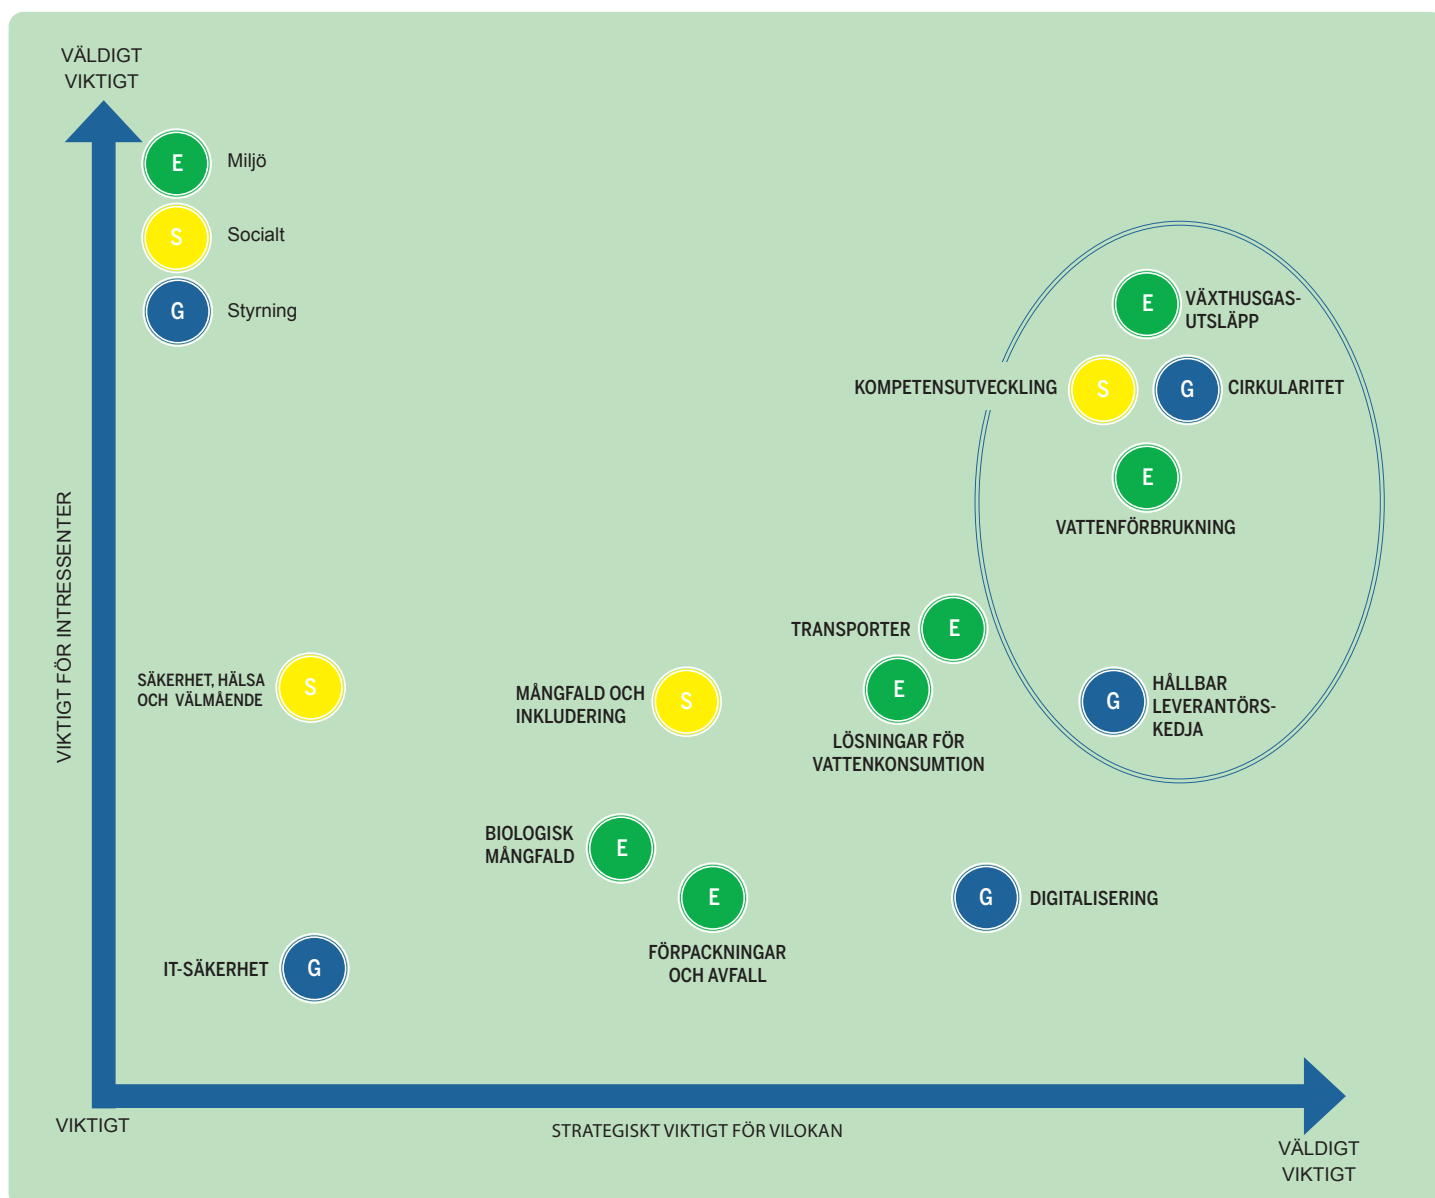 VÄLDIGT
VIKTIGT
E
Miljö
S
Socialt
G
Styrning
E
VÄXTHUSGAS-
UTSLÄPP
KOMPETENSUTVECKLING
S
G
CIRKULARITET
E
VATTENFÖRBRUKNING
VIKTIGT FÖR INTRESSENTER
TRANSPORTER
E
SÄKERHET, HÄLSA
OCH VÄLMÅENDE
S
MÅNGFALD OCH
INKLUDERING
S
E
LÖSNINGAR FÖR
VATTENKONSUMTION
G
HÅLLBAR
LEVERANTÖRS-
KEDJA
BIOLOGISK
MÅNGFALD
E
E
FÖRPACKNINGAR
OCH AVFALL
G
DIGITALISERING
IT-SÄKERHET
G
VIKTIGT
STRATEGISKT VIKTIGT FÖR VILOKAN
VÄLDIGT
VIKTIGT